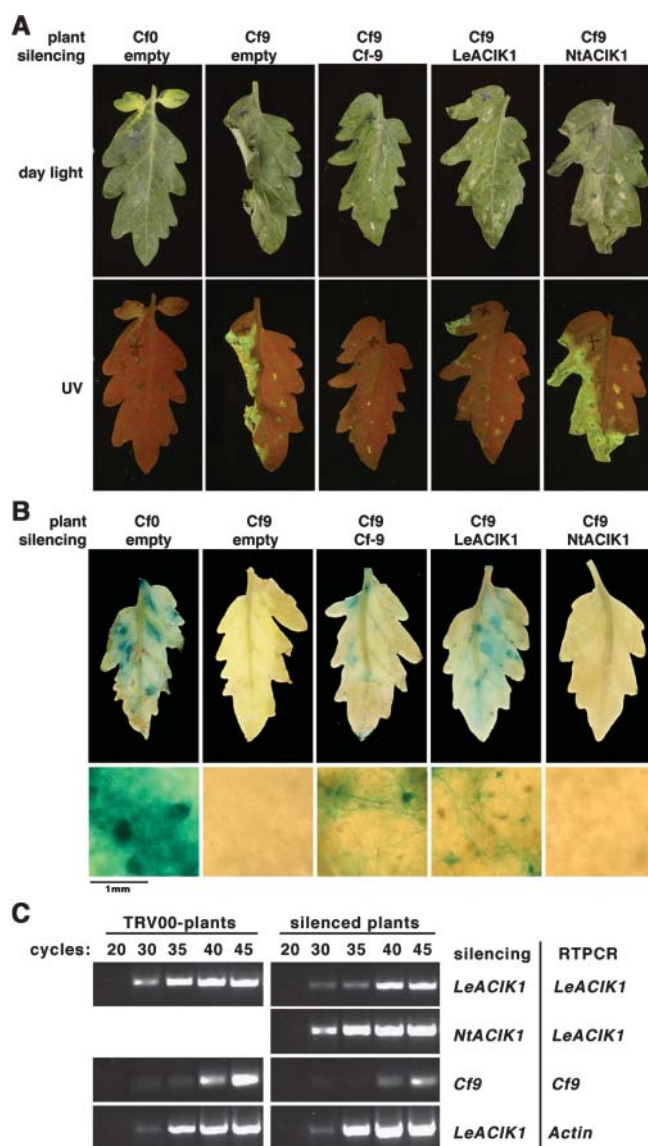 A
plant Cf0 Cf9 Cf9 Cf9 Cf9
silencing empty empty Cf-9 LeACIK1 NtACIK1
day light
UV
B
plant Cf0 Cf9 Cf9 Cf9 Cf9
silencing empty empty Cf-9 LeACIK1 NtACIK1
1mm
C
TRV00-plants silenced plants
cycles: 20 30 35 40 45 20 30 35 40 45 silencing RTPCR
LeACIK1 LeACIK1
NtACIK1 LeACIK1
Cf9 Cf9
LeACIK1 Actin